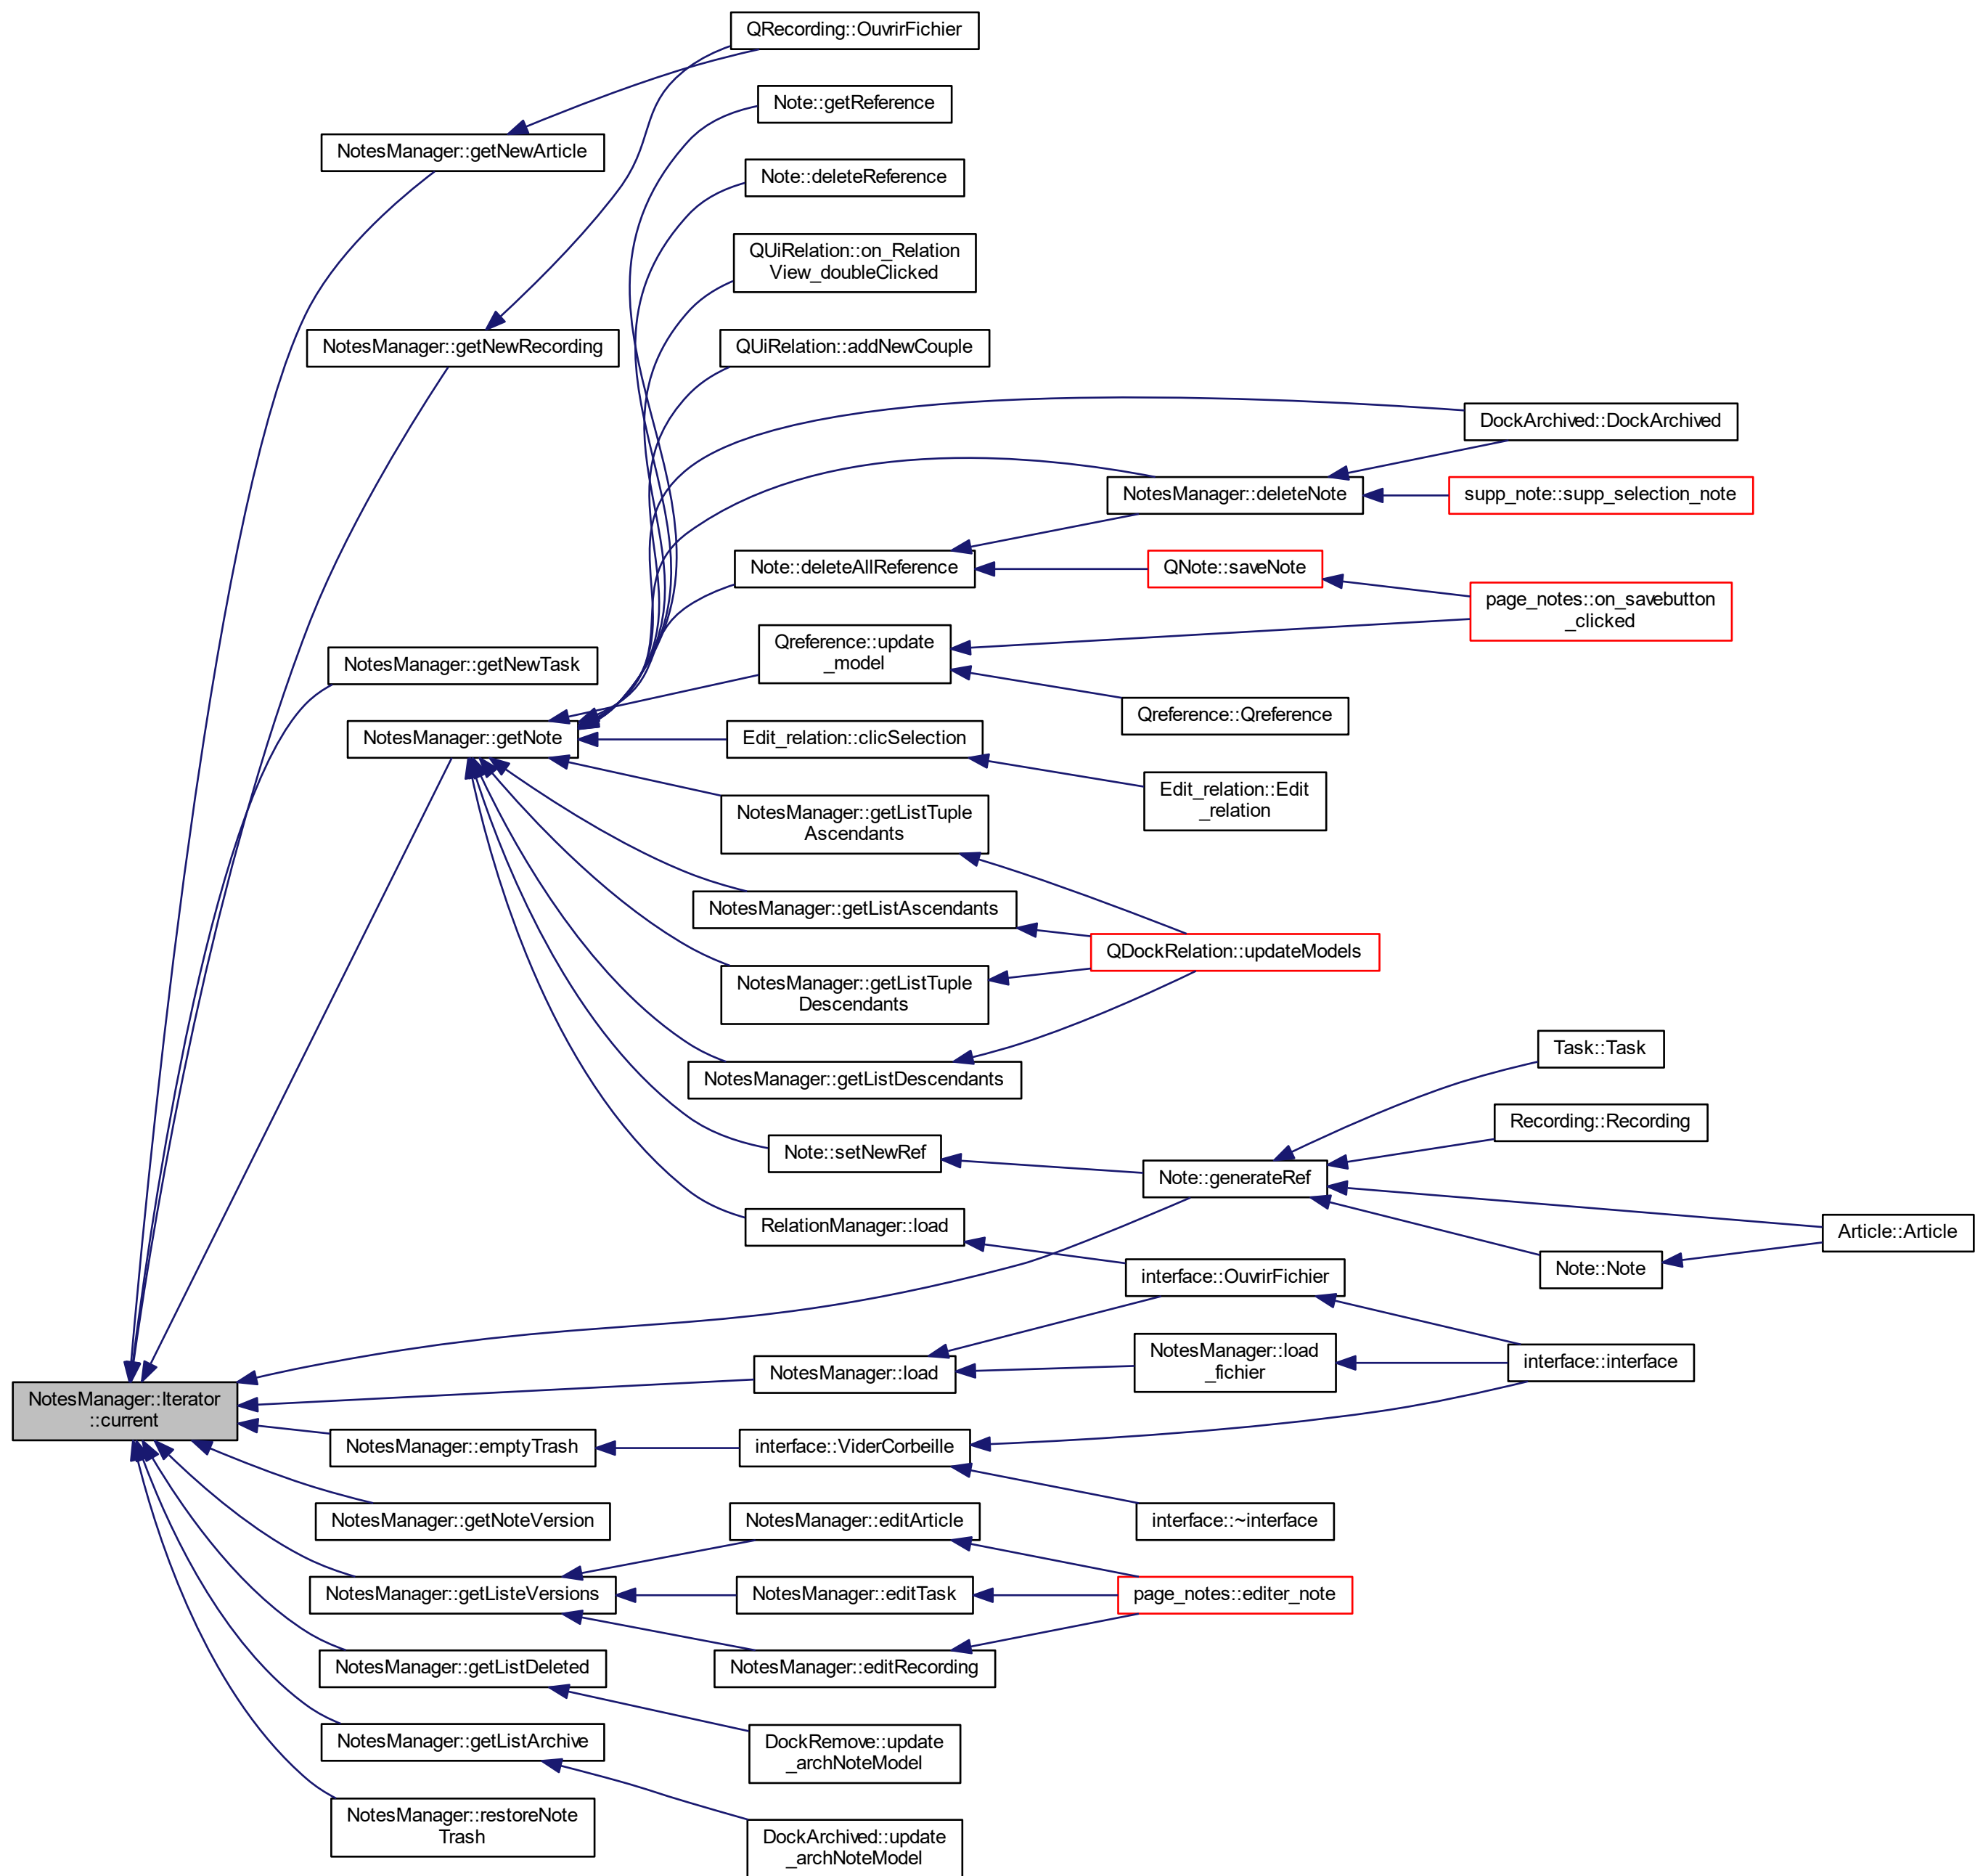 QRecording::OuvrirFichier
Note::getReference
NotesManager::getNewArticle
Note::deleteReference
QUiRelation::on_Relation
View_doubleClicked
NotesManager::getNewRecording
QUiRelation::addNewCouple
DockArchived::DockArchived
NotesManager::deleteNote
supp_note::supp_selection_note
Note::deleteAllReference
QNote::saveNote
page_notes::on_savebutton
_clicked
NotesManager::getNewTask
Qreference::update
_model
Qreference::Qreference
NotesManager::getNote
Edit_relation::clicSelection
Edit_relation::Edit
_relation
NotesManager::getListTuple
Ascendants
NotesManager::getListAscendants
QDockRelation::updateModels
NotesManager::getListTuple
Descendants
NotesManager::getListDescendants
Task::Task
Recording::Recording
Note::setNewRef
Note::generateRef
RelationManager::load
Article::Article
Note::Note
interface::OuvrirFichier
NotesManager::load
NotesManager::load
_fichier
interface::interface
NotesManager::Iterator
::current
NotesManager::emptyTrash
interface::ViderCorbeille
NotesManager::getNoteVersion
NotesManager::editArticle
interface::~interface
NotesManager::getListeVersions
NotesManager::editTask
page_notes::editer_note
NotesManager::getListDeleted
NotesManager::editRecording
NotesManager::getListArchive
DockRemove::update
_archNoteModel
NotesManager::restoreNote
Trash
DockArchived::update
_archNoteModel